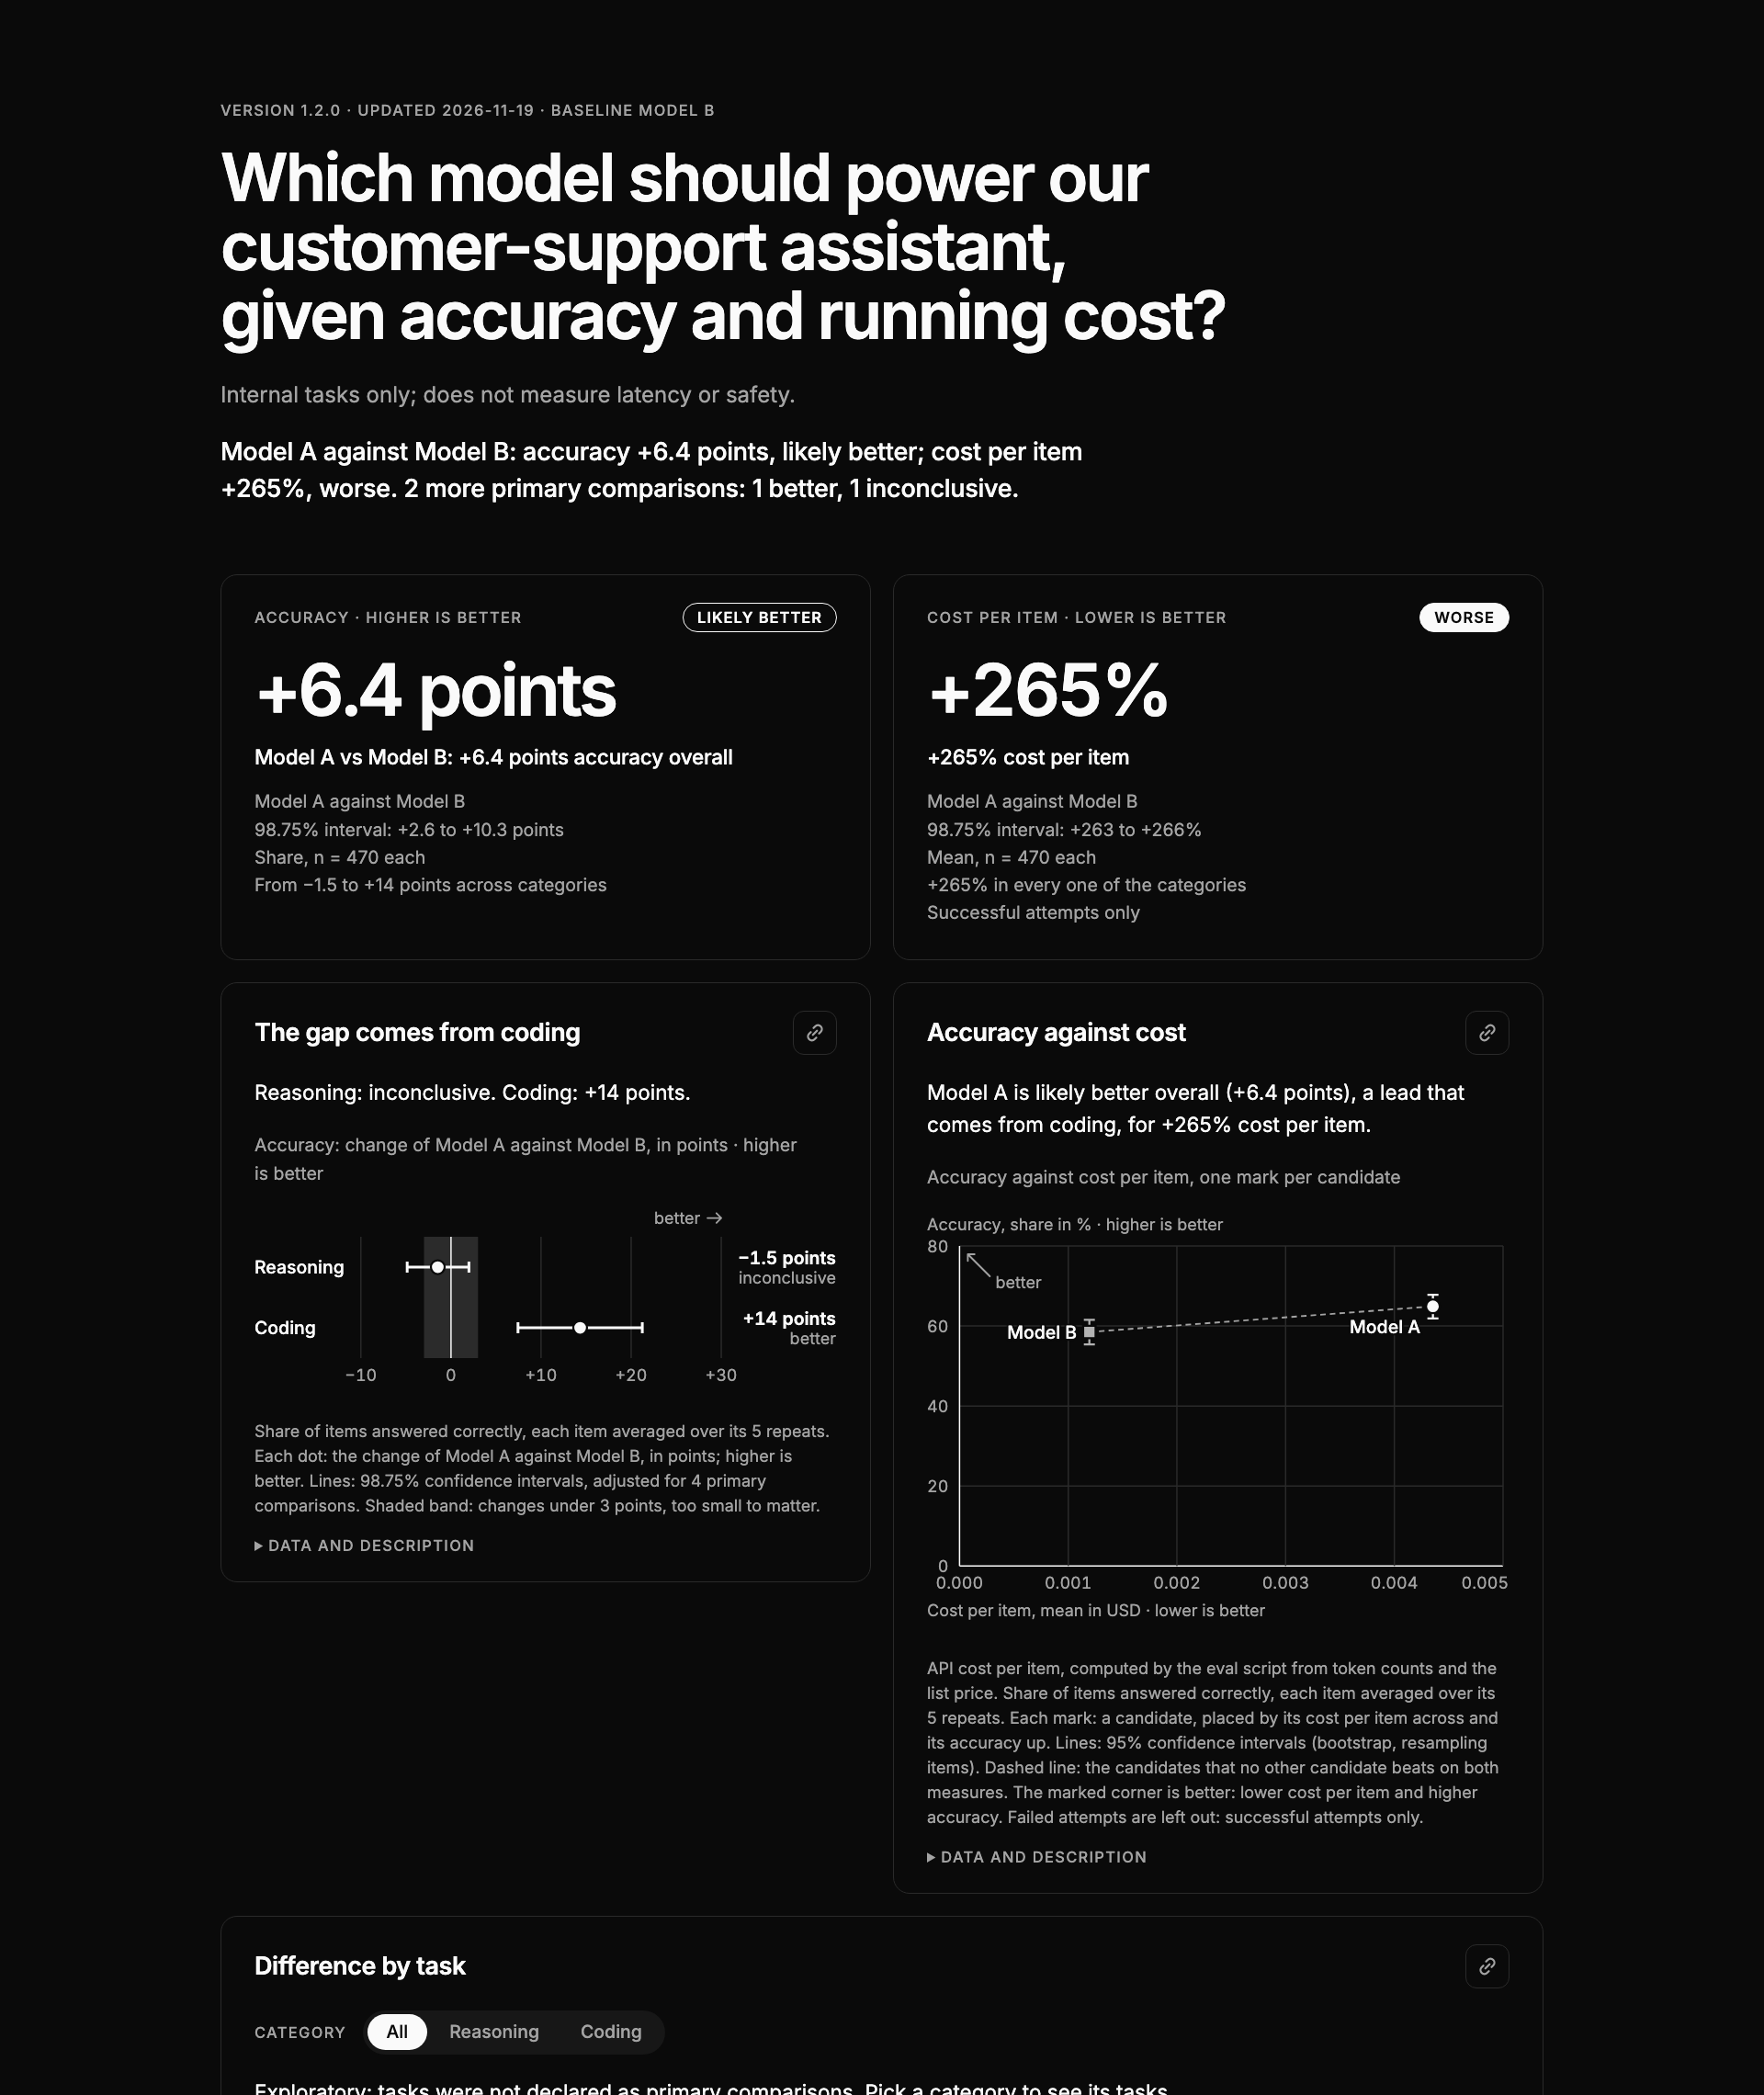 VERSION 1.2.0 · UPDATED 2026-11-19 · BASELINE MODEL B
Which model should power our
customer-support assistant,
given accuracy and running cost?
Internal tasks only; does not measure latency or safety.
Model A against Model B: accuracy +6.4 points, likely better; cost per item
+265%, worse. 2 more primary comparisons: 1 better, 1 inconclusive.
ACCURACY · HIGHER IS BETTER
LIKELY BETTER
+6.4 points
Model A vs Model B: +6.4 points accuracy overall
Model A against Model B
98.75% interval: +2.6 to +10.3 points
Share, n = 470 each
From −1.5 to +14 points across categories
COST PER ITEM · LOWER IS BETTER
WORSE
+265%
+265% cost per item
Model A against Model B
98.75% interval: +263 to +266%
Mean, n = 470 each
+265% in every one of the categories
Successful attempts only
The gap comes from coding
Reasoning: inconclusive. Coding: +14 points.
Accuracy: change of Model A against Model B, in points · higher
is better
better →
Reasoning
−1.5 points
inconclusive
Coding
+14 points
better
−10 0 +10 +20 +30
Share of items answered correctly, each item averaged over its 5 repeats.
Each dot: the change of Model A against Model B, in points; higher is
better. Lines: 98.75% confidence intervals, adjusted for 4 primary
comparisons. Shaded band: changes under 3 points, too small to matter.
DATA AND DESCRIPTION
Accuracy against cost
Model A is likely better overall (+6.4 points), a lead that
comes from coding, for +265% cost per item.
Accuracy against cost per item, one mark per candidate
Accuracy, share in % · higher is better
80
better
60
Model B
Model A
40
20
0
0.000 0.001 0.002 0.003 0.004 0.005
Cost per item, mean in USD · lower is better
API cost per item, computed by the eval script from token counts and the
list price. Share of items answered correctly, each item averaged over its
5 repeats. Each mark: a candidate, placed by its cost per item across and
its accuracy up. Lines: 95% confidence intervals (bootstrap, resampling
items). Dashed line: the candidates that no other candidate beats on both
measures. The marked corner is better: lower cost per item and higher
accuracy. Failed attempts are left out: successful attempts only.
DATA AND DESCRIPTION
Difference by task
CATEGORY All Reasoning Coding
Exploratory: tasks were not declared as primary comparisons. Pick a category to see its tasks.